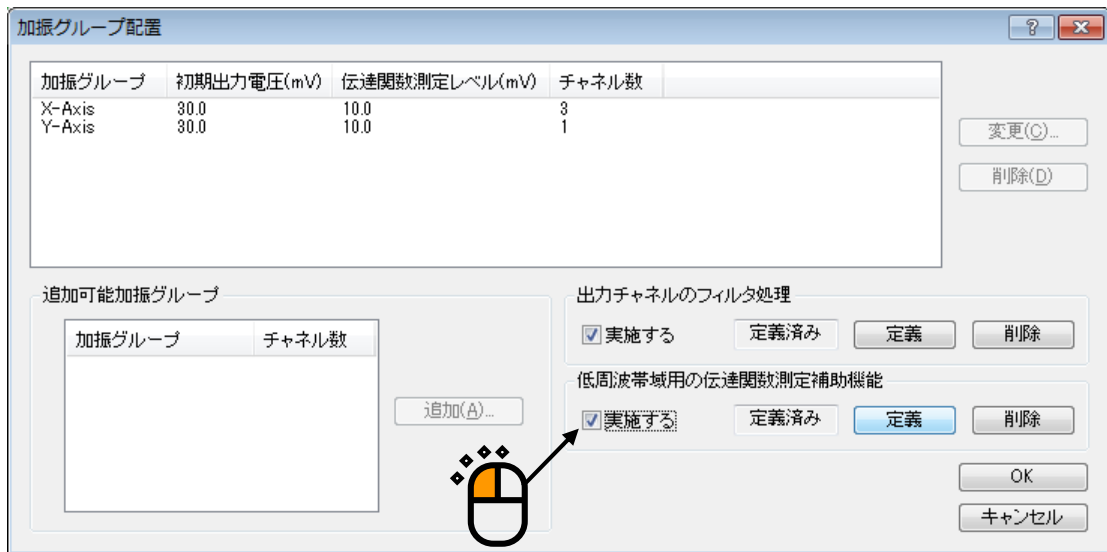 加振グループ配置
加振グループ 初期出力電圧(mV) 伝達関数測定レベル(mV) チャネル数
X-Axis 30.0 10.0 3
Y-Axis 30.0 10.0 1
変更(C)...
削除(D)
追加可能加振グループ
加振グループ チャネル数
追加(A)...
出力チャネルのフィルタ処理
実施する 定義済み 定義 削除
低周波帯域用の伝達関数測定補助機能
実施する 定義済み 定義 削除
OK
キャンセル